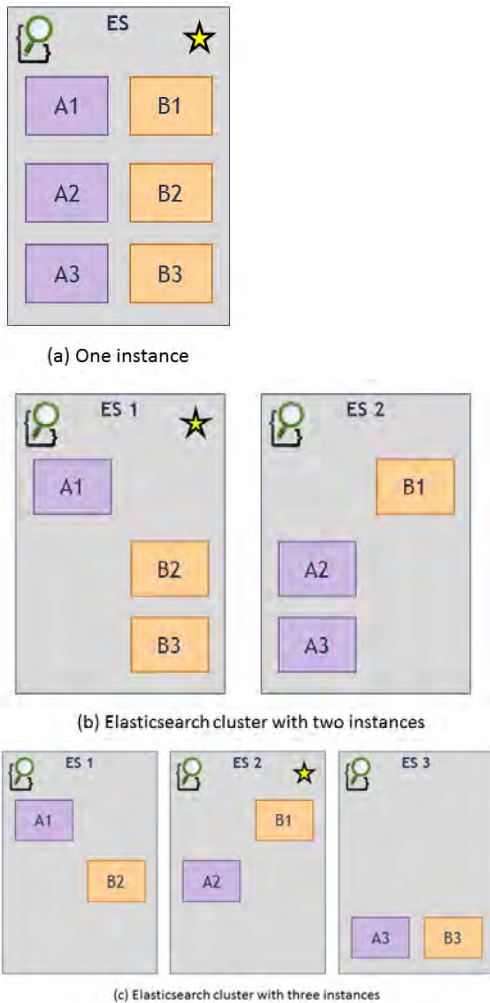 ES
A1 B1
A2 B2
A3 B3
(a) One instance
ES 1 ES 2
A1 B1
B2 A2
B3 A3
(b) Elasticsearch cluster with two instances
ES 1 ES 2 ES 3
A1 B1
B2 A2
A3 B3
(c) Elasticsearch cluster with three instances